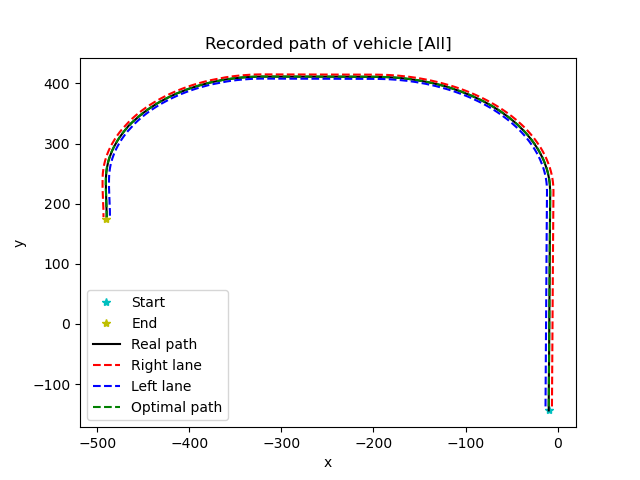 Recorded path of vehicle [All]
400
300
200
100
0
−100
y
−500
−400
−300
−200
−100
0
x
Start
End
Real path
Right lane
Left lane
Optimal path